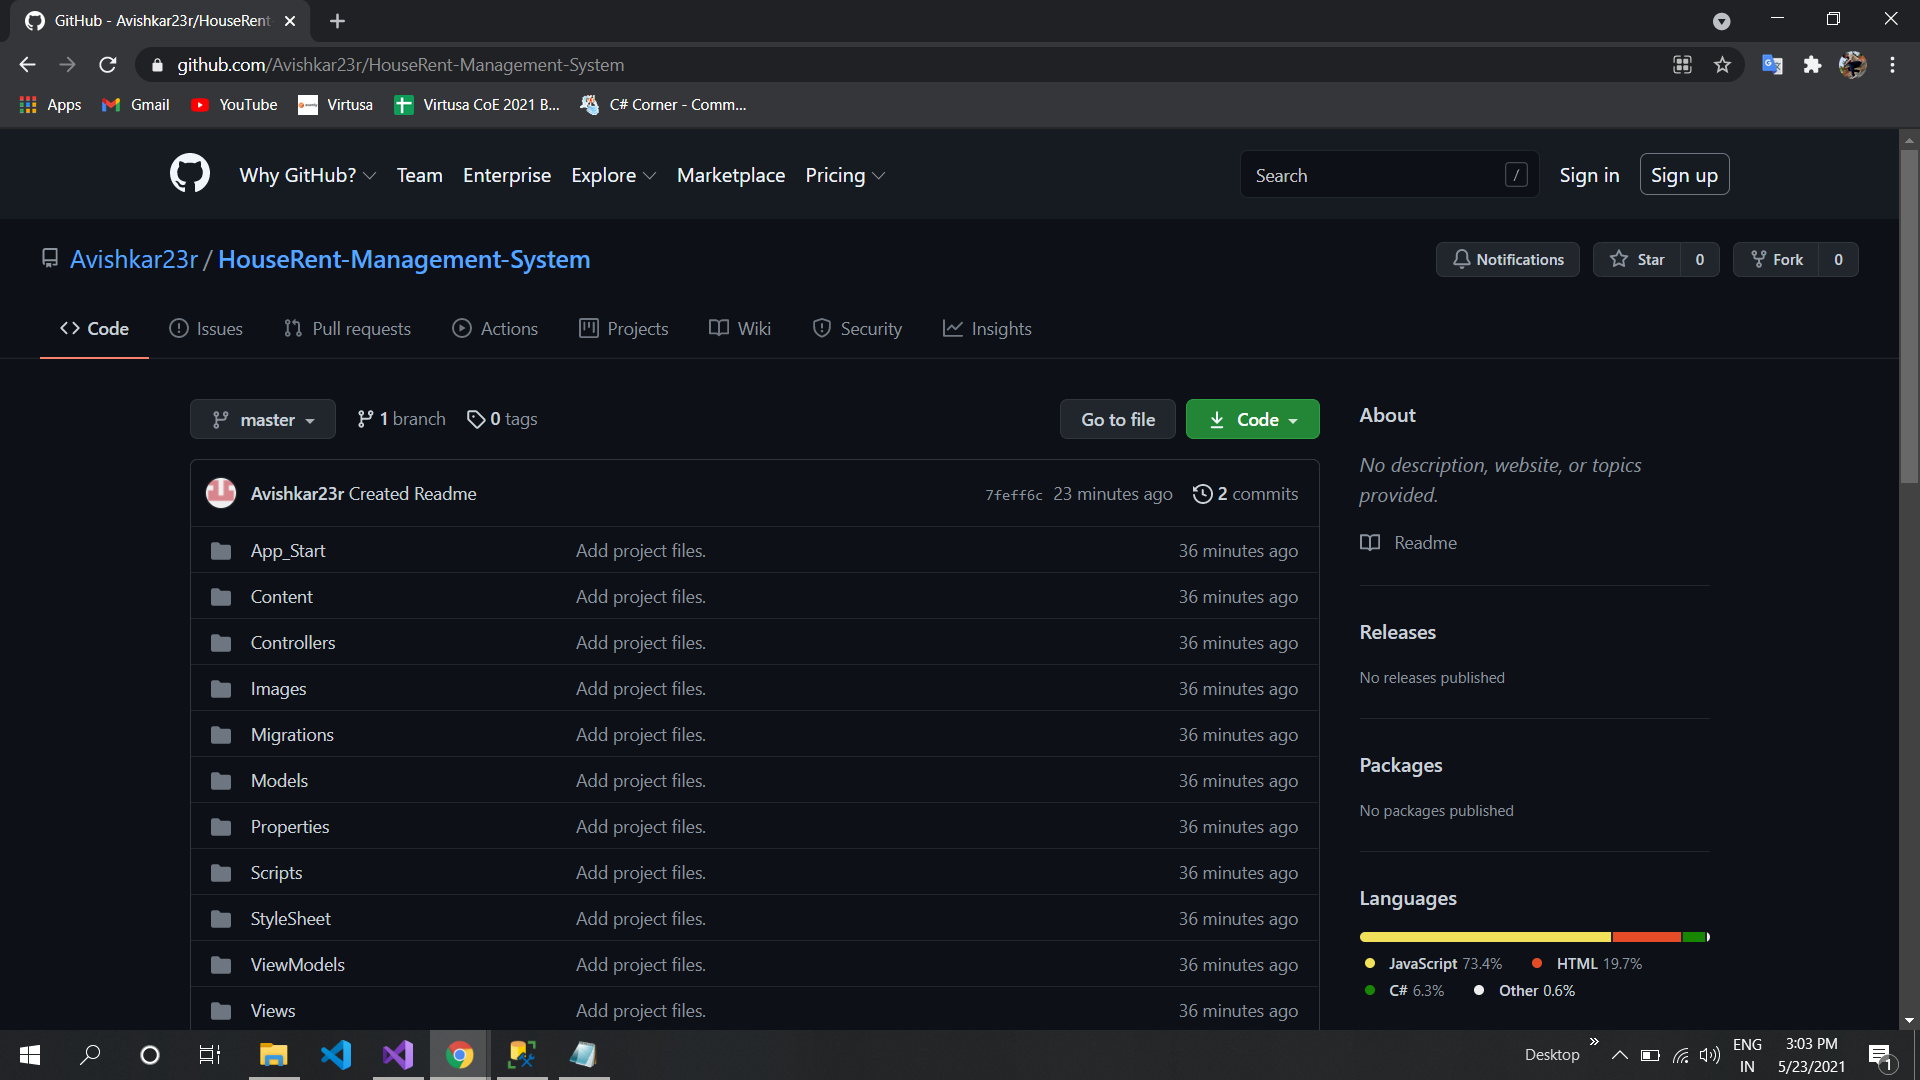 GitHub - Avishkar23r/HouseRent-
github.com/Avishkar23r/HouseRent-Management-System
Apps Gmail YouTube Virtusa Virtusa CoE 2021 B... C# Corner - Comm...
Why GitHub? Team Enterprise Explore Marketplace Pricing Search / Sign in Sign up
Avishkar23r / HouseRent-Management-System Notifications Star 0 Fork 0
Code Issues Pull requests Actions Projects Wiki Security Insights
master 1 branch 0 tags Go to file Code
Avishkar23r Created Readme 7feff6c 23 minutes ago 2 commits
App_Start Add project files. 36 minutes ago
Content Add project files. 36 minutes ago
Controllers Add project files. 36 minutes ago
Images Add project files. 36 minutes ago
Migrations Add project files. 36 minutes ago
Models Add project files. 36 minutes ago
Properties Add project files. 36 minutes ago
Scripts Add project files. 36 minutes ago
StyleSheet Add project files. 36 minutes ago
ViewModels Add project files. 36 minutes ago
Views Add project files. 36 minutes ago
About
No description, website, or topics
provided.
Readme
Releases
No releases published
Packages
No packages published
Languages
JavaScript 73.4% HTML 19.7%
C# 6.3% Other 0.6%
Desktop » ENG 3:03 PM
IN 5/23/2021 1